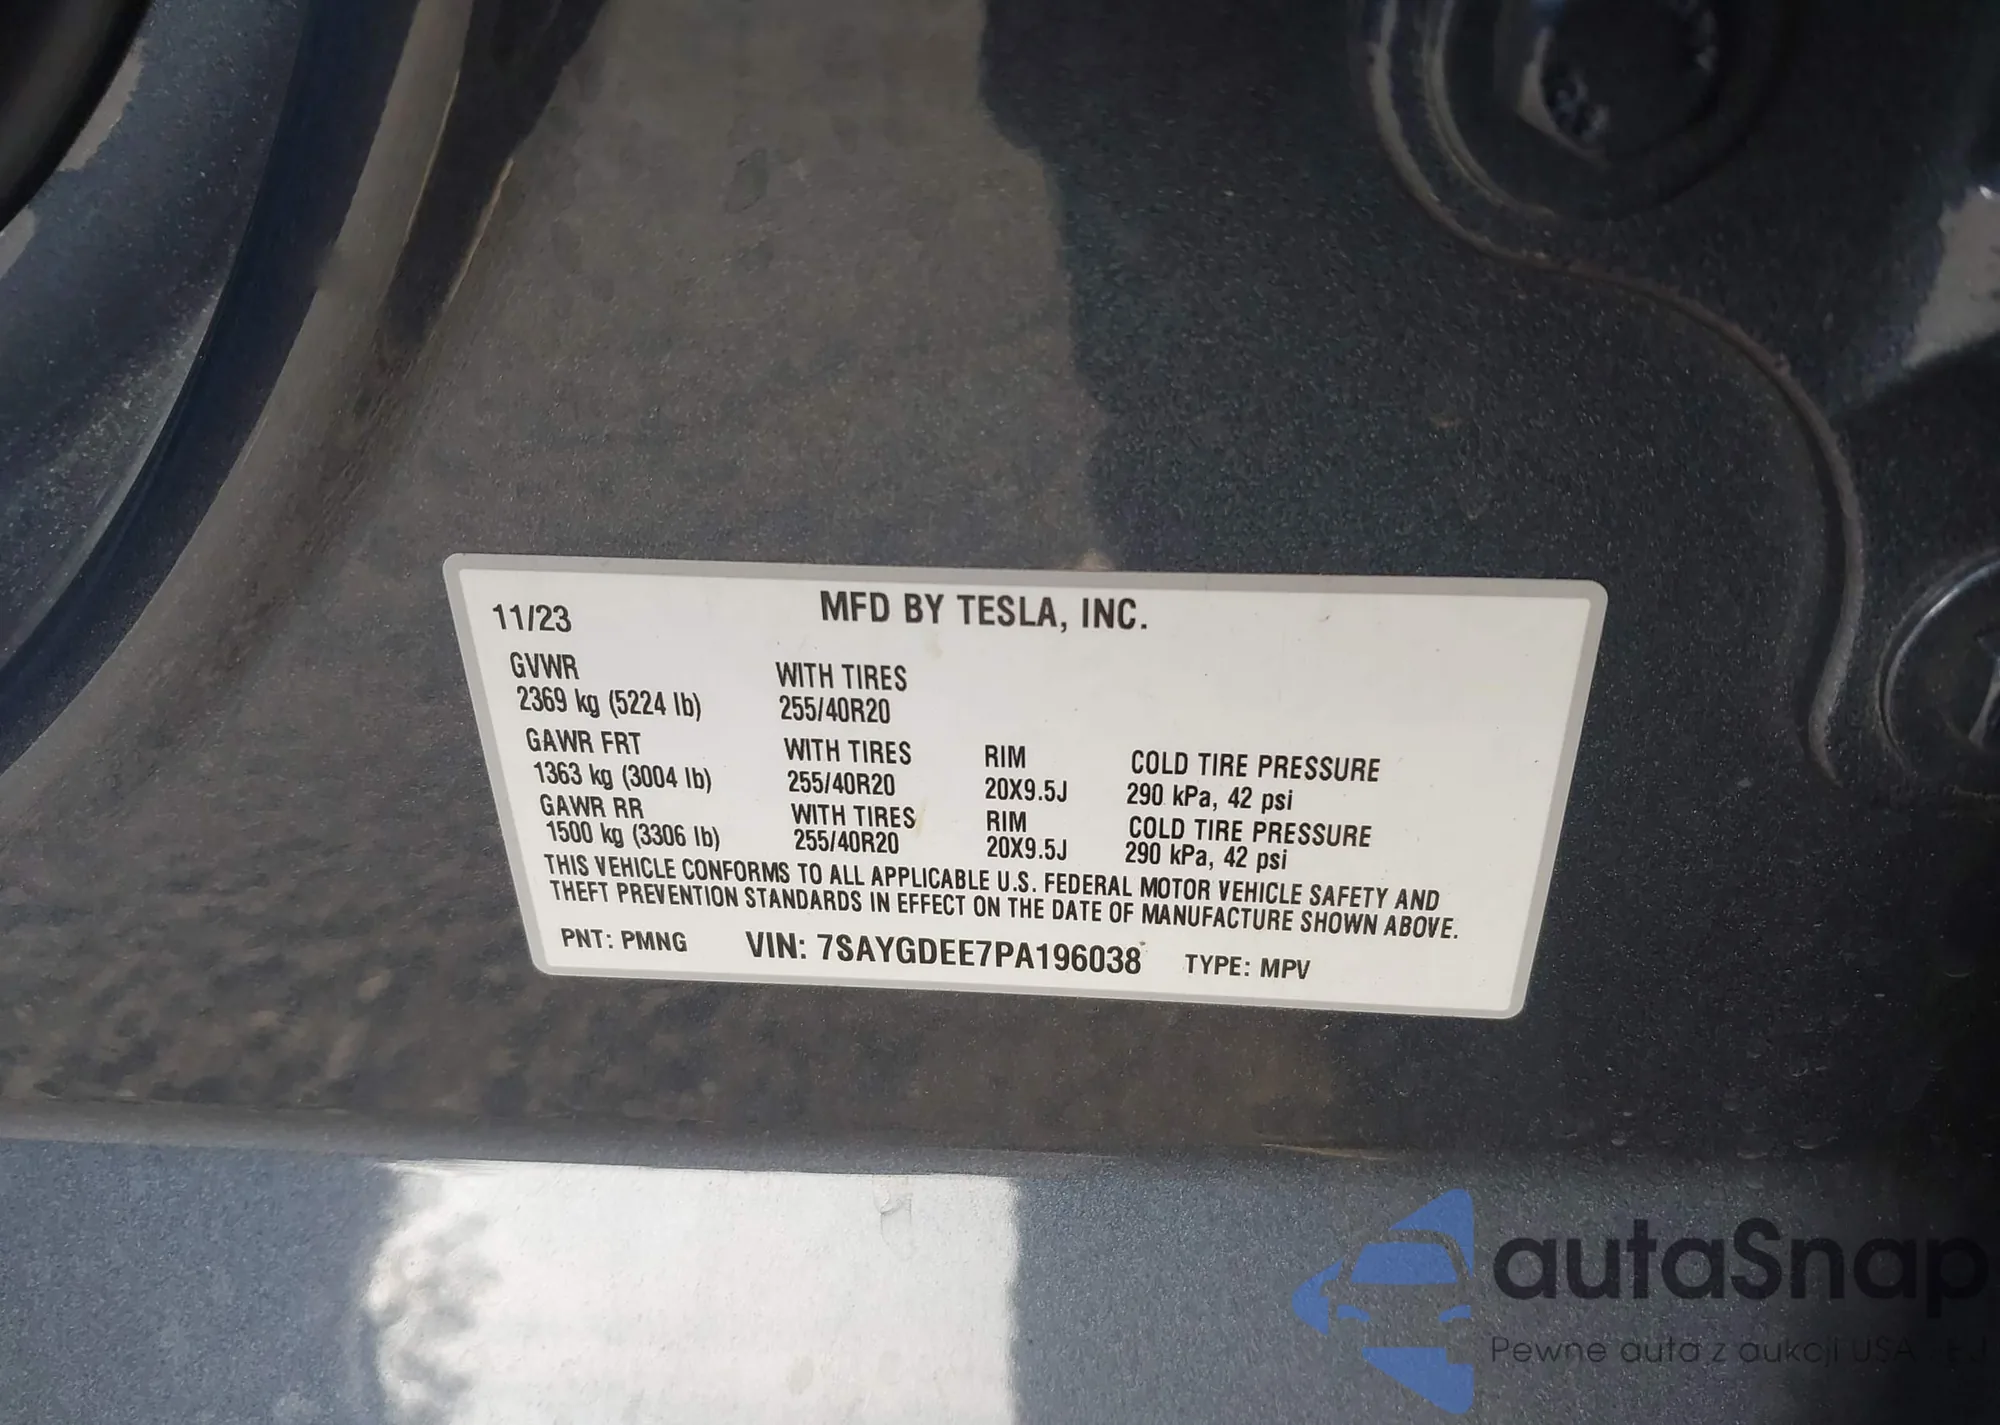 11/23 MFD BY TESLA, INC.
GVWR WITH TIRES
2369 kg (5224 lb) 255/40R20
GAWR FRT WITH TIRES RIM COLD TIRE PRESSURE
1363 kg (3004 lb) 255/40R20 20X9.5J 290 kPa, 42 psi
GAWR RR WITH TIRES RIM COLD TIRE PRESSURE
1500 kg (3306 lb) 255/40R20 20X9.5J 290 kPa, 42 psi
THIS VEHICLE CONFORMS TO ALL APPLICABLE U.S. FEDERAL MOTOR VEHICLE SAFETY AND
THEFT PREVENTION STANDARDS IN EFFECT ON THE DATE OF MANUFACTURE SHOWN ABOVE.
PNT: PMNG VIN: 7SAYGDEE7PA196038 TYPE: MPV
autaSnap
Pewne auta z aukcji USA